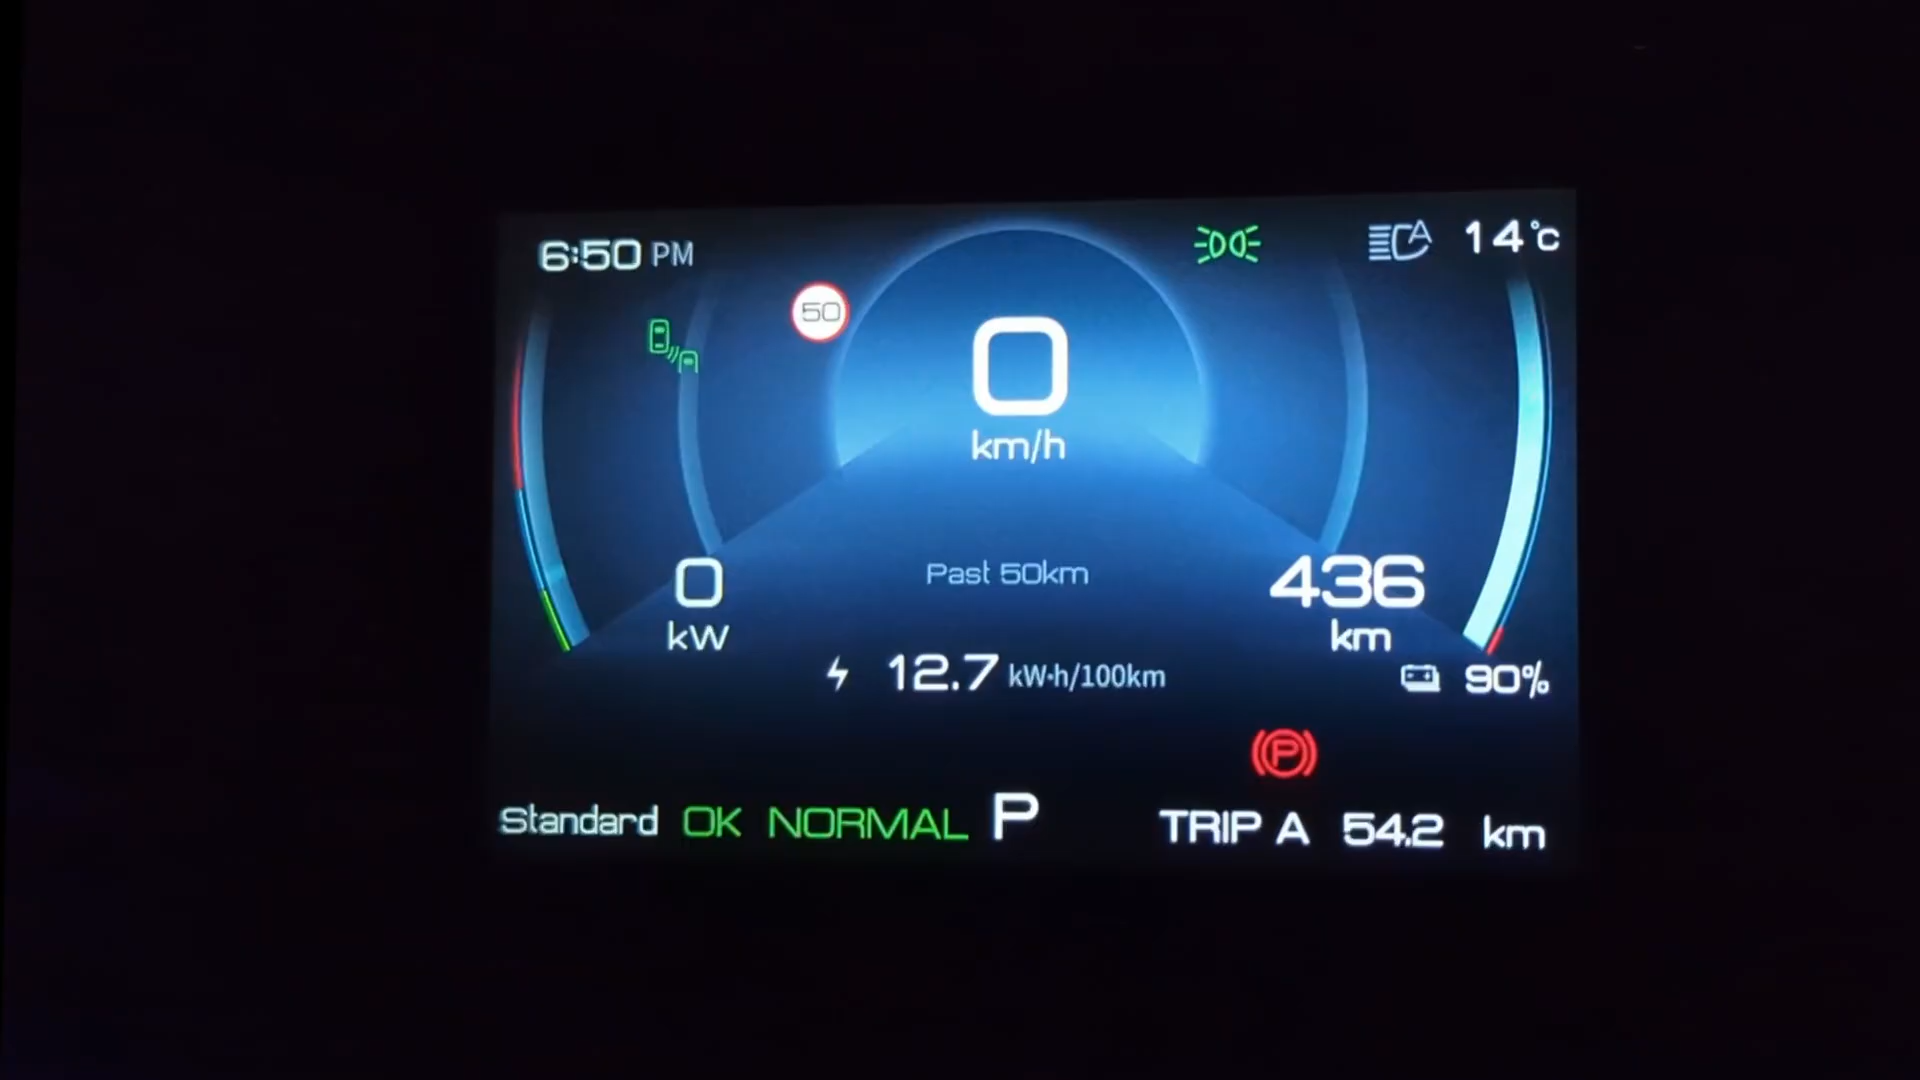 6:50 PM
14°C
50
0
km/h
0
kW
Past 50km
436
km
12.7 kW·h/100km
90%
P
Standard OK NORMAL P
TRIP A 54.2 km